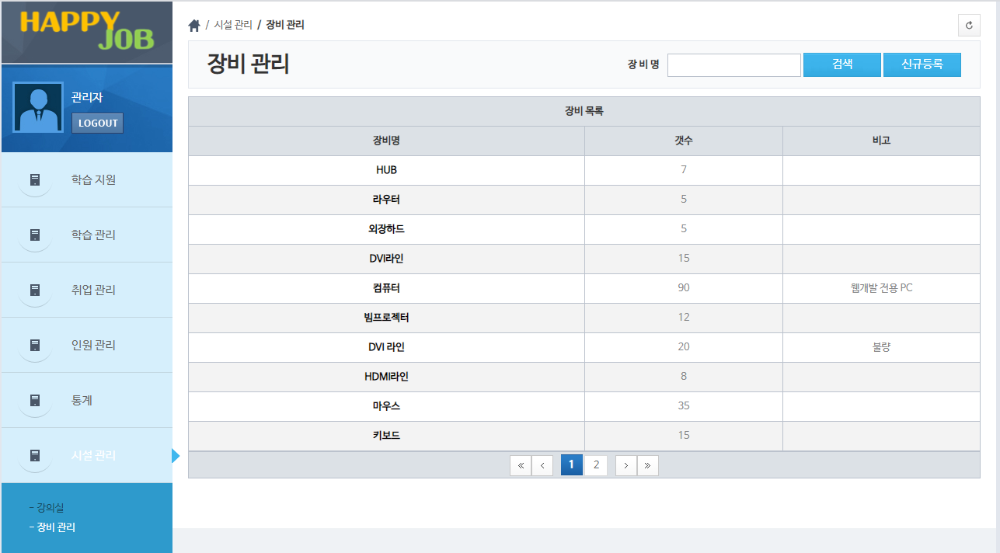 HAPPY
JOB
관리자
LOGOUT
학습 지원
학습 관리
취업 관리
인원 관리
통계
시설 관리
- 강의실
- 장비 관리
/ 시설 관리 / 장비 관리
장비 관리
장 비 명
검색
신규등록
장비 목록
장비명 갯수 비고
HUB 7
라우터 5
외장하드 5
DVI라인 15
컴퓨터 90 웹개발 전용 PC
빔프로젝터 12
DVI 라인 20 불량
HDMI라인 8
마우스 35
키보드 15
« ‹ 1 2 › »